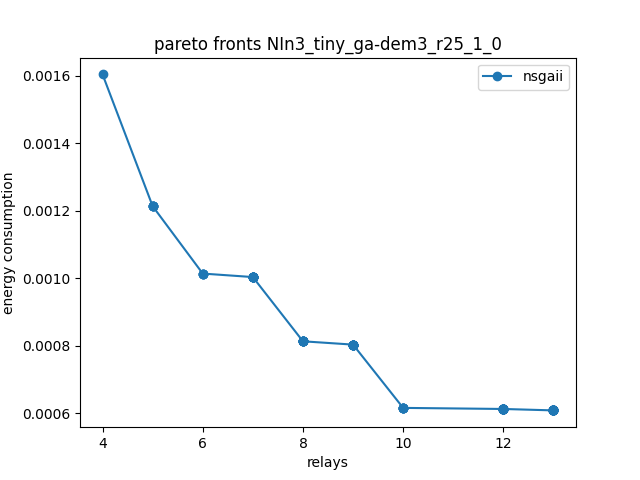 pareto fronts NIn3_tiny_ga-dem3_r25_1_0
nsgaii
energy consumption
0.0016
0.0014
0.0012
0.0010
0.0008
0.0006
4 6 8 10 12
relays